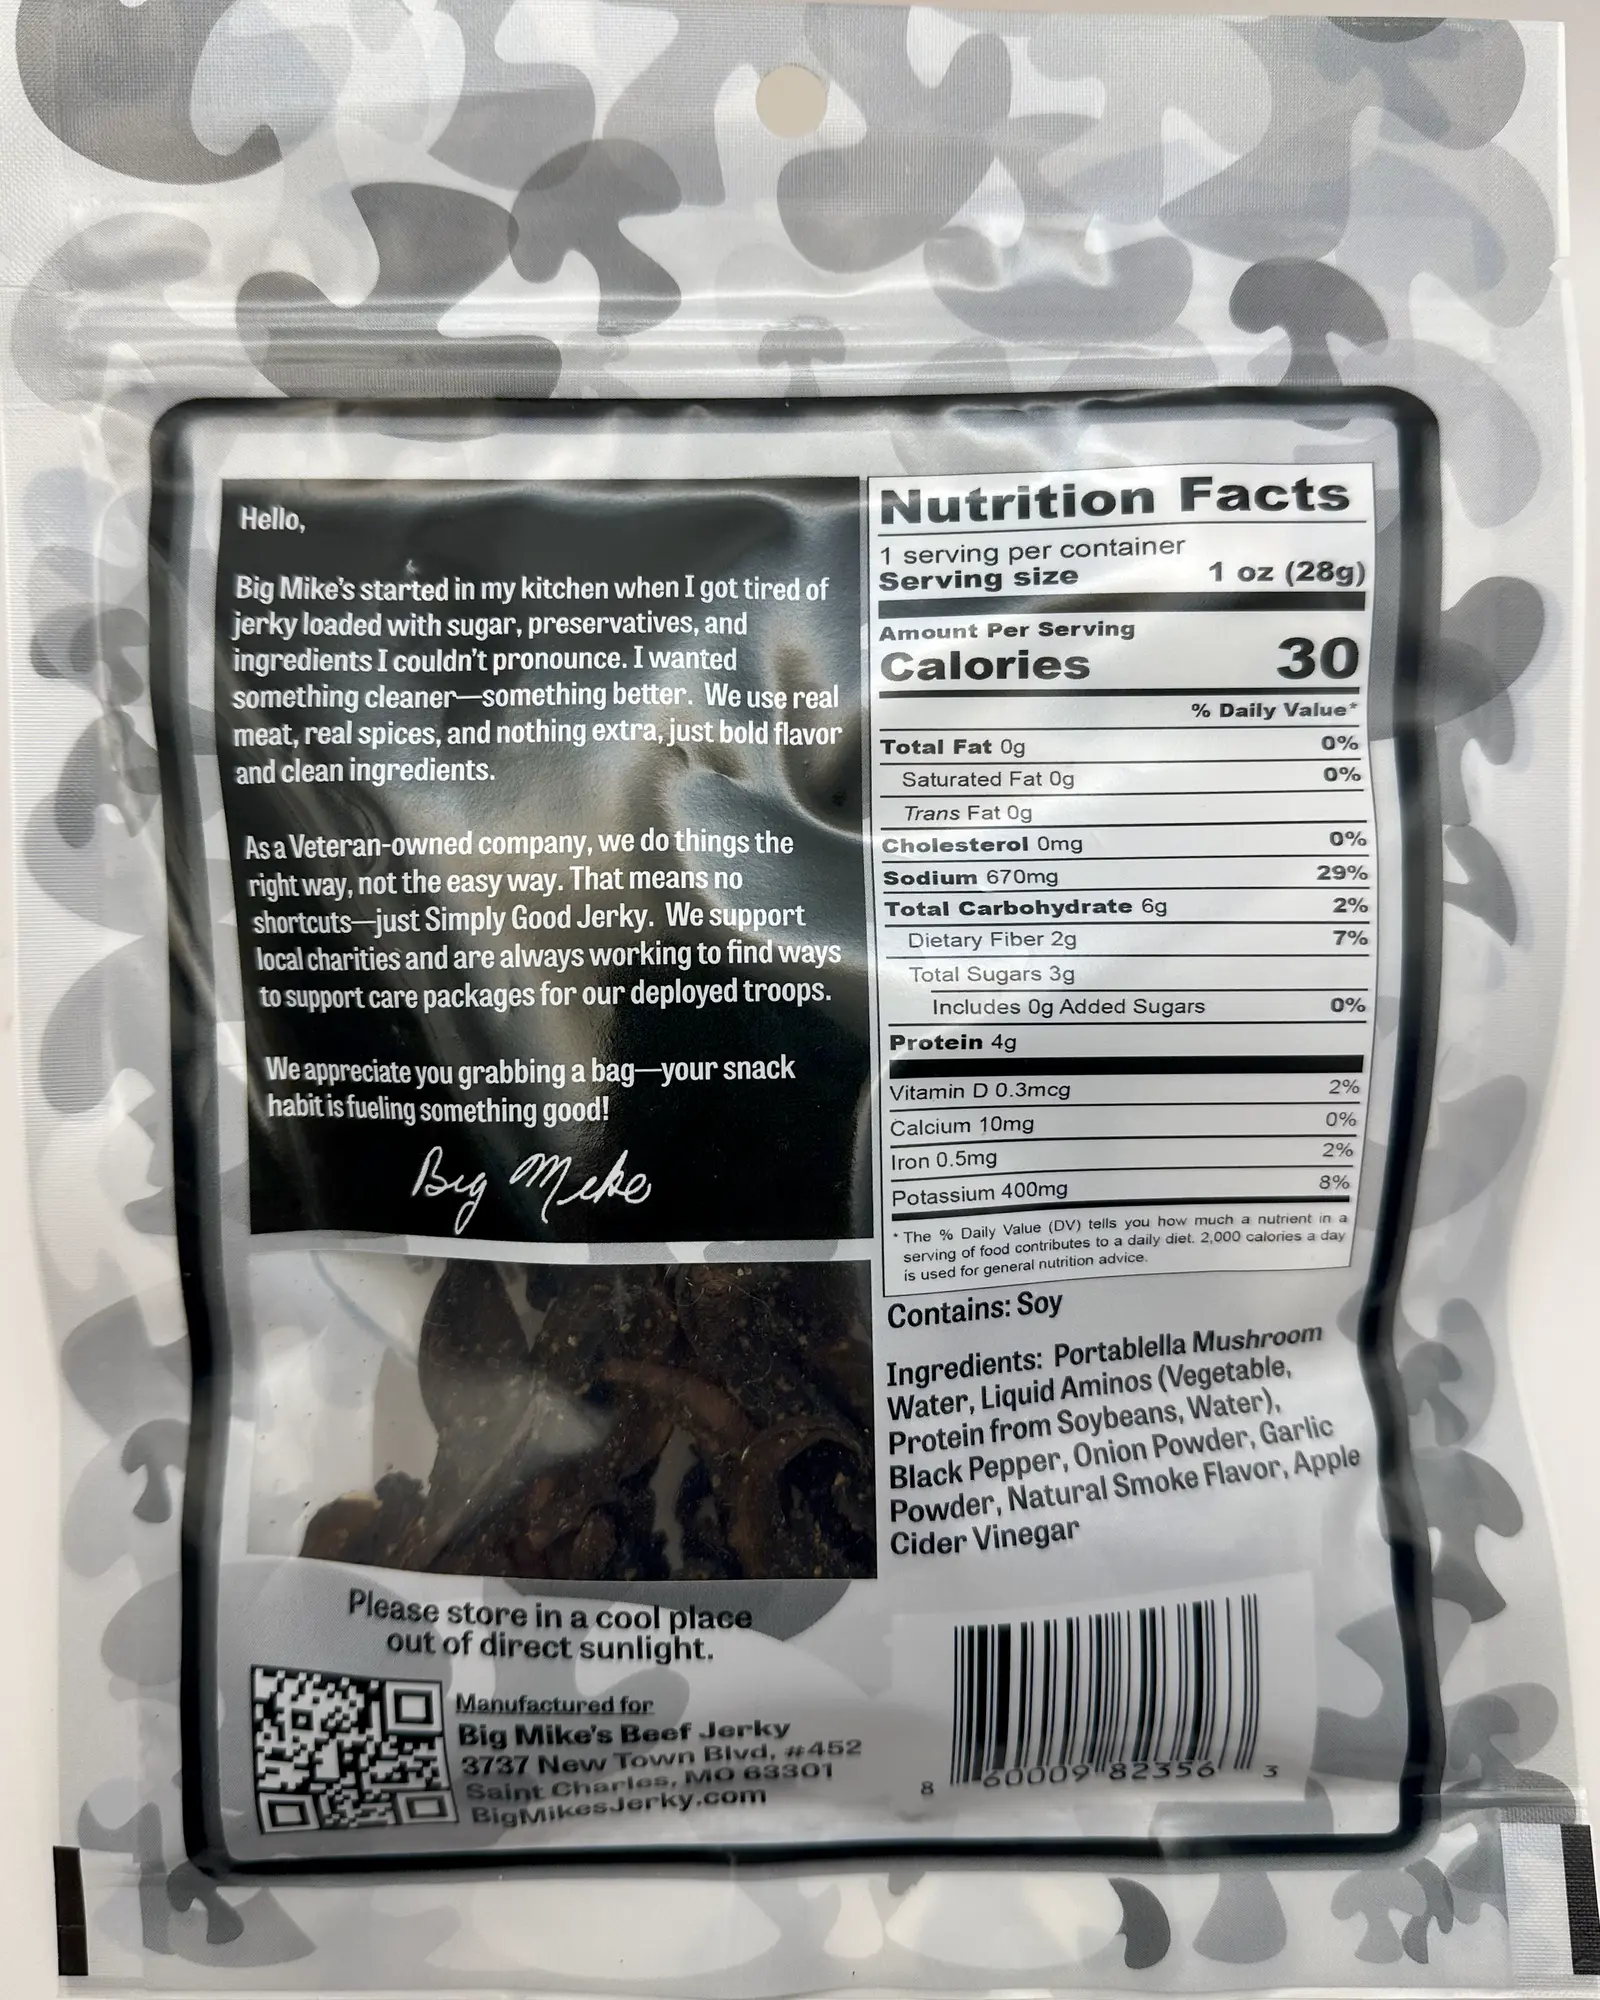 Hello,
Big Mike's started in my kitchen when I got tired of
jerky loaded with sugar, preservatives, and
ingredients I couldn't pronounce. I wanted
something cleaner—something better. We use real
meat, real spices, and nothing extra, just bold flavor
and clean ingredients.
As a Veteran-owned company, we do things the
right way, not the easy way. That means no
shortcuts—just Simply Good Jerky. We support
local charities and are always working to find ways
to support care packages for our deployed troops.
We appreciate you grabbing a bag—your snack
habit is fueling something good!
Big Mike
Please store in a cool place
out of direct sunlight.
Manufactured for
Big Mike's Beef Jerky
3737 New Town Blvd, #452
Saint Charles, MO 63301
BigMikesJerky.com
Nutrition Facts
1 serving per container
Serving size 1 oz (28g)
Amount Per Serving
Calories 30
% Daily Value*
Total Fat 0g 0%
Saturated Fat 0g 0%
Trans Fat 0g
Cholesterol 0mg 0%
Sodium 670mg 29%
Total Carbohydrate 6g 2%
Dietary Fiber 2g 7%
Total Sugars 3g
Includes 0g Added Sugars 0%
Protein 4g
Vitamin D 0.3mcg 2%
Calcium 10mg 0%
Iron 0.5mg 2%
Potassium 400mg 8%
* The % Daily Value (DV) tells you how much a nutrient in a
serving of food contributes to a daily diet. 2,000 calories a day
is used for general nutrition advice.
Contains: Soy
Ingredients: Portablella Mushroom
Water, Liquid Aminos (Vegetable,
Protein from Soybeans, Water),
Black Pepper, Onion Powder, Garlic
Powder, Natural Smoke Flavor, Apple
Cider Vinegar
8 60009 82356 3